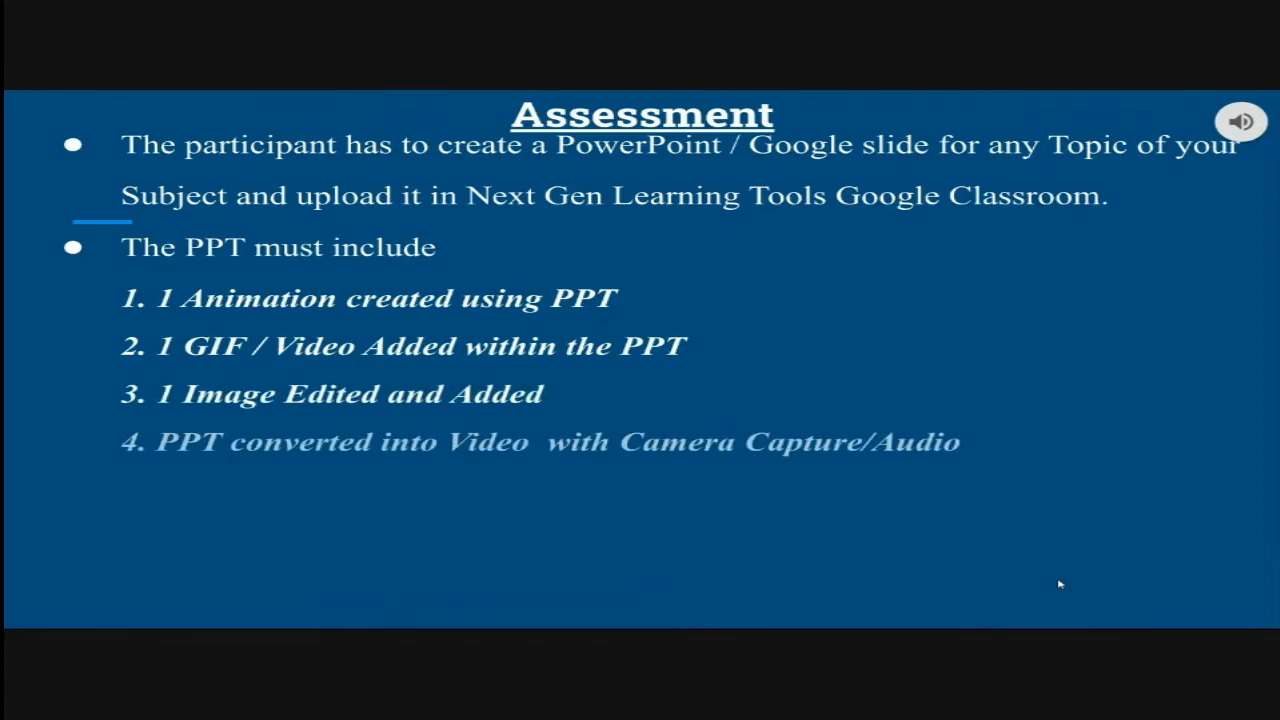 Assessment
The participant has to create a PowerPoint / Google slide for any Topic of your
Subject and upload it in Next Gen Learning Tools Google Classroom.
The PPT must include
1. 1 Animation created using PPT
2. 1 GIF / Video Added within the PPT
3. 1 Image Edited and Added
4. PPT converted into Video with Camera Capture/Audio